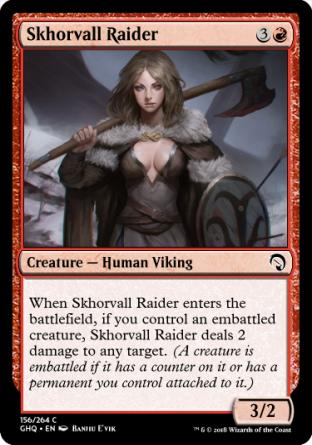 Skhorvall Raider 3
Creature — Human Viking
When Skhorvall Raider enters the
battlefield, if you control an embattled
creature, Skhorvall Raider deals 2
damage to any target. (A creature is
embattled if it has a counter on it or has a
permanent you control attached to it.)
3/2
156/264 C
GHQ • EN Banjiu E'vik
™ & © 2018 Wizards of the Coast